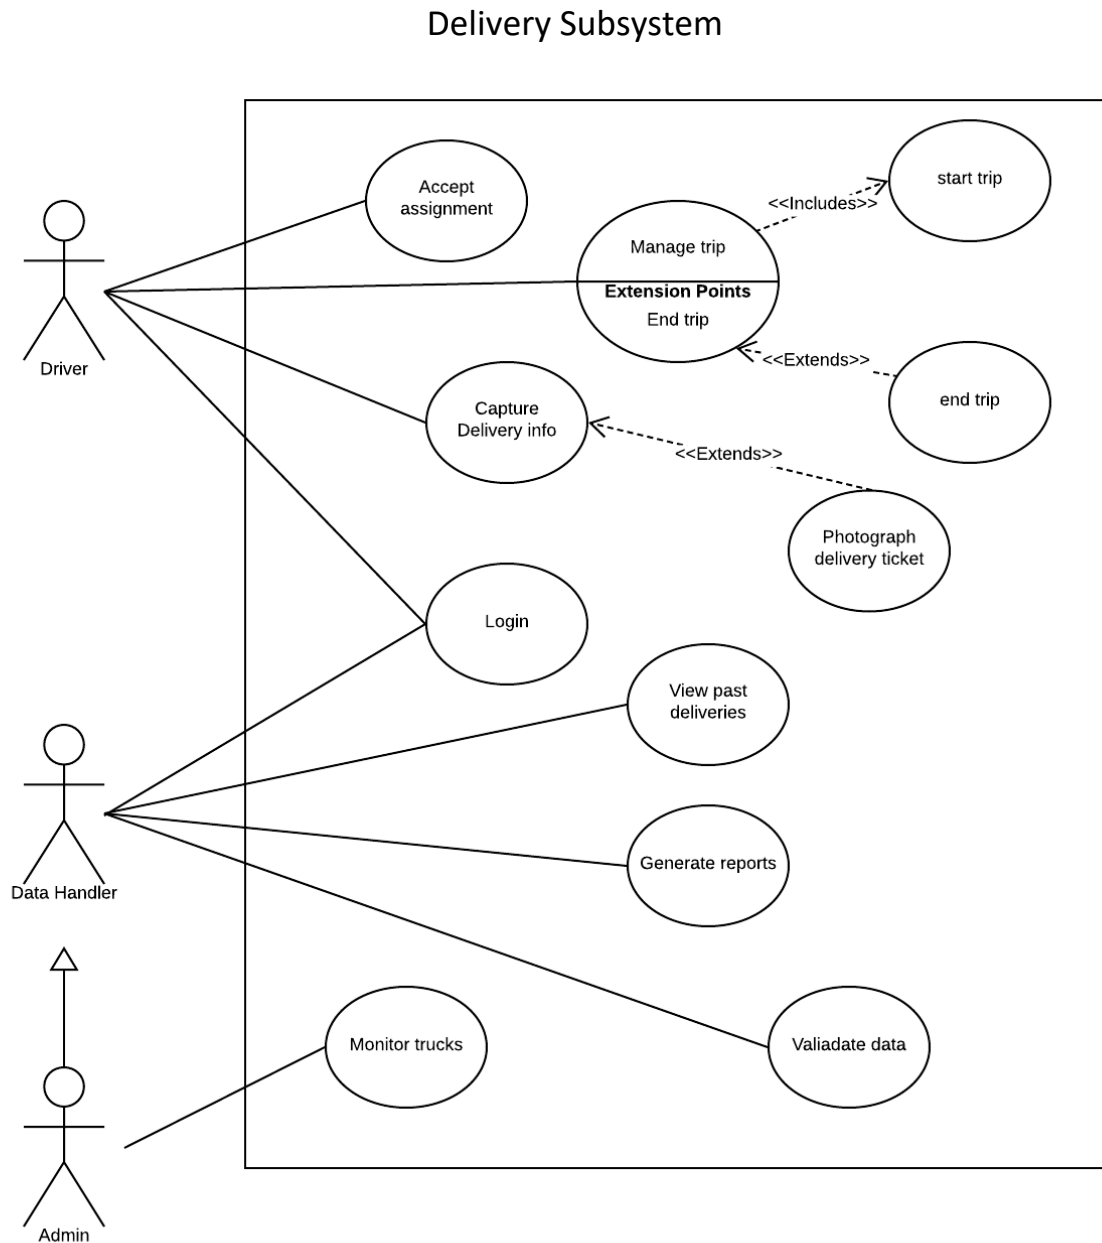 Delivery Subsystem
Accept
assignment
start trip
<<Includes>>
Manage trip
Extension Points
End trip
Driver
<<Extends>>
end trip
Capture
Delivery info
<<Extends>>
Photograph
delivery ticket
Login
View past
deliveries
Generate reports
Data Handler
Monitor trucks
Valiadate data
Admin